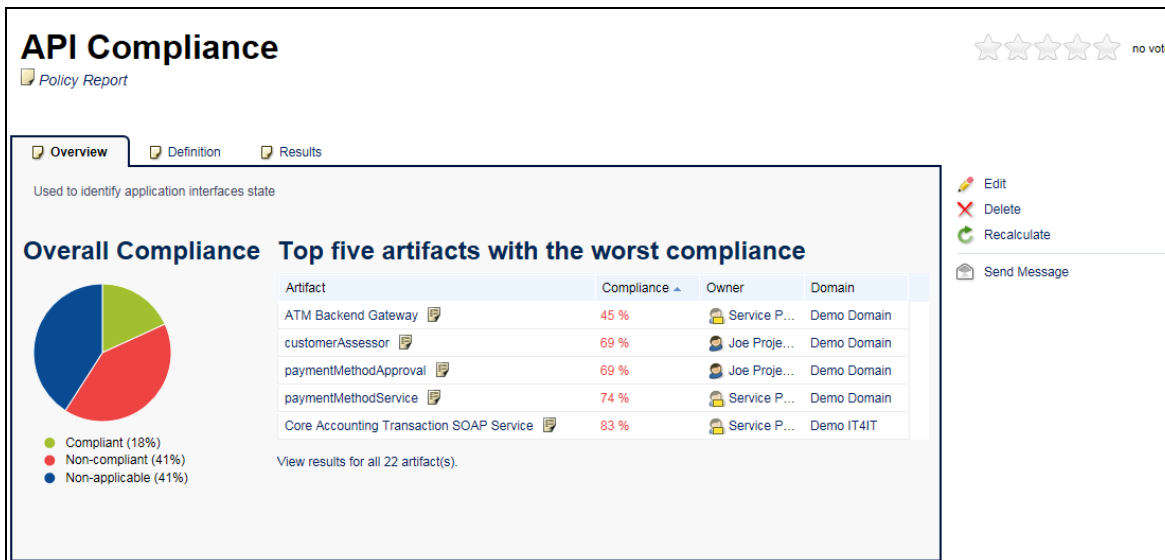 API Compliance
Policy Report
no vot
Overview Definition Results
Used to identify application interfaces state
Edit
Delete
Recalculate
Send Message
Overall Compliance
Compliant (18%)
Non-compliant (41%)
Non-applicable (41%)
Top five artifacts with the worst compliance
Artifact Compliance Owner Domain
ATM Backend Gateway 45 % Service P... Demo Domain
customerAssessor 69 % Joe Proje... Demo Domain
paymentMethodApproval 69 % Joe Proje... Demo Domain
paymentMethodService 74 % Service P... Demo Domain
Core Accounting Transaction SOAP Service 83 % Service P... Demo IT4IT
View results for all 22 artifact(s).